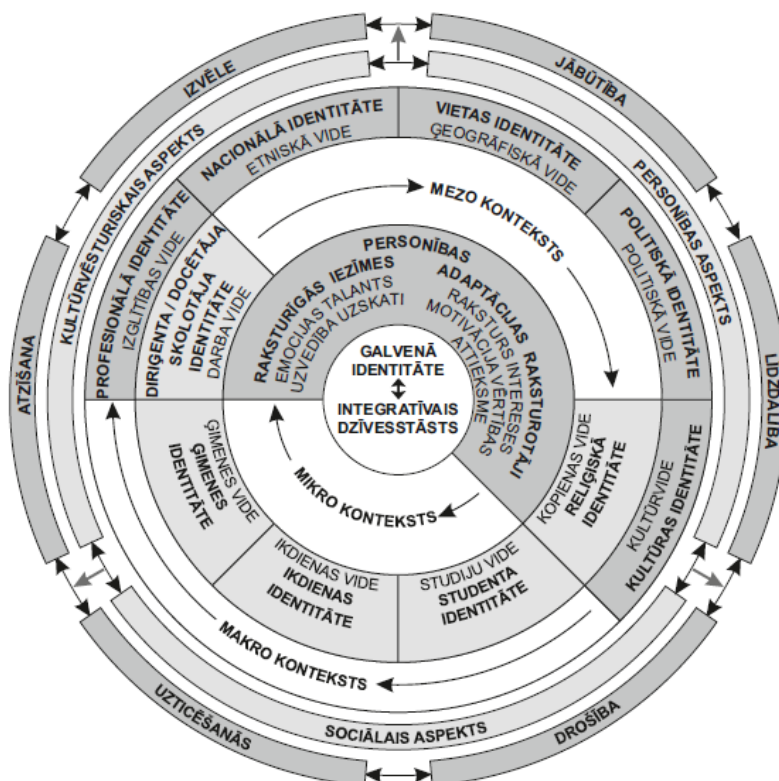 IZVĒLE
JĀBŪTĪBA
LĪDZDALĪBA
DROŠĪBA
UZTICĒŠANĀS
ATZĪŠANA
KULTŪRVĒSTURISKAIS ASPEKTS
PERSONĪBAS ASPEKTS
SOCIĀLAIS ASPEKTS
NACIONĀLĀ IDENTITĀTE
ETNISKĀ VIDE
VIETAS IDENTITĀTE
ĢEOGRĀFISKĀ VIDE
POLITISKĀ IDENTITĀTE
POLITISKĀ VIDE
KULTŪRVIDE
KULTŪRAS IDENTITĀTE
PROFESIONĀLĀ IDENTITĀTE
IZGLĪTĪBAS VIDE
DIRIĢENTA / DOCĒTĀJA
SKOLOTĀJA
IDENTITĀTE
DARBA VIDE
MEZO KONTEKSTS
KOPIENAS VIDE
RELIĢISKĀ
IDENTITĀTE
STUDIJU VIDE
STUDENTA
IDENTITĀTE
IKDIENAS VIDE
IKDIENAS
IDENTITĀTE
ĢIMENES VIDE
ĢIMENES
IDENTITĀTE
MAKRO KONTEKSTS
MIKRO KONTEKSTS
PERSONĪBAS
RAKSTURĪGĀS IEZĪMES
EMOCIJAS TALANTS
UZVEDĪBA UZSKATI
ADAPTĀCIJAS RAKSTUROTĀJI
RAKSTURS INTERESES
MOTIVĀCIJA VĒRTĪBAS
ATTIEKSME
GALVENĀ
IDENTITĀTE
INTEGRATĪVAIS
DZĪVESSTĀSTS